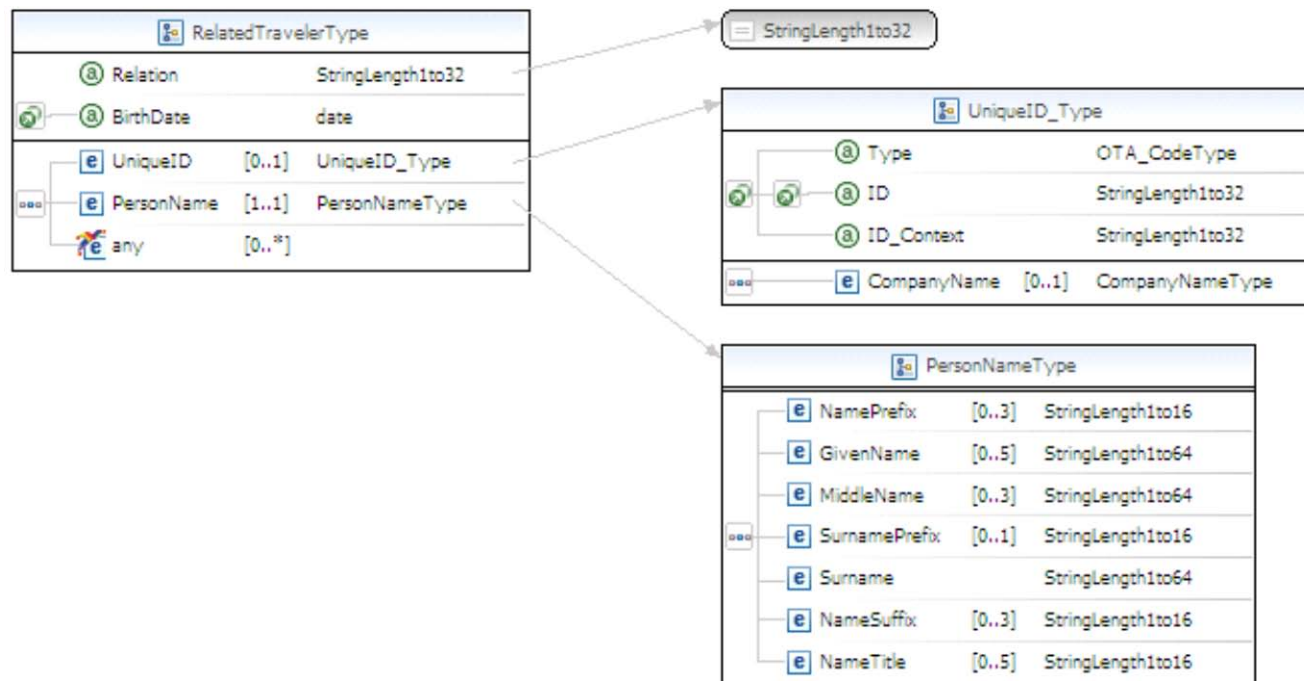 RelatedTravelerType
a Relation StringLength1to32
a BirthDate date
e UniqueID [0..1] UniqueID_Type
e PersonName [1..1] PersonNameType
e any [0..*]
= StringLength1to32
UniqueID_Type
a Type OTA_CodeType
a ID StringLength1to32
a ID_Context StringLength1to32
e CompanyName [0..1] CompanyNameType
PersonNameType
e NamePrefix [0..3] StringLength1to16
e GivenName [0..5] StringLength1to64
e MiddleName [0..3] StringLength1to64
e SurnamePrefix [0..1] StringLength1to16
e Surname StringLength1to64
e NameSuffix [0..3] StringLength1to16
e NameTitle [0..5] StringLength1to16